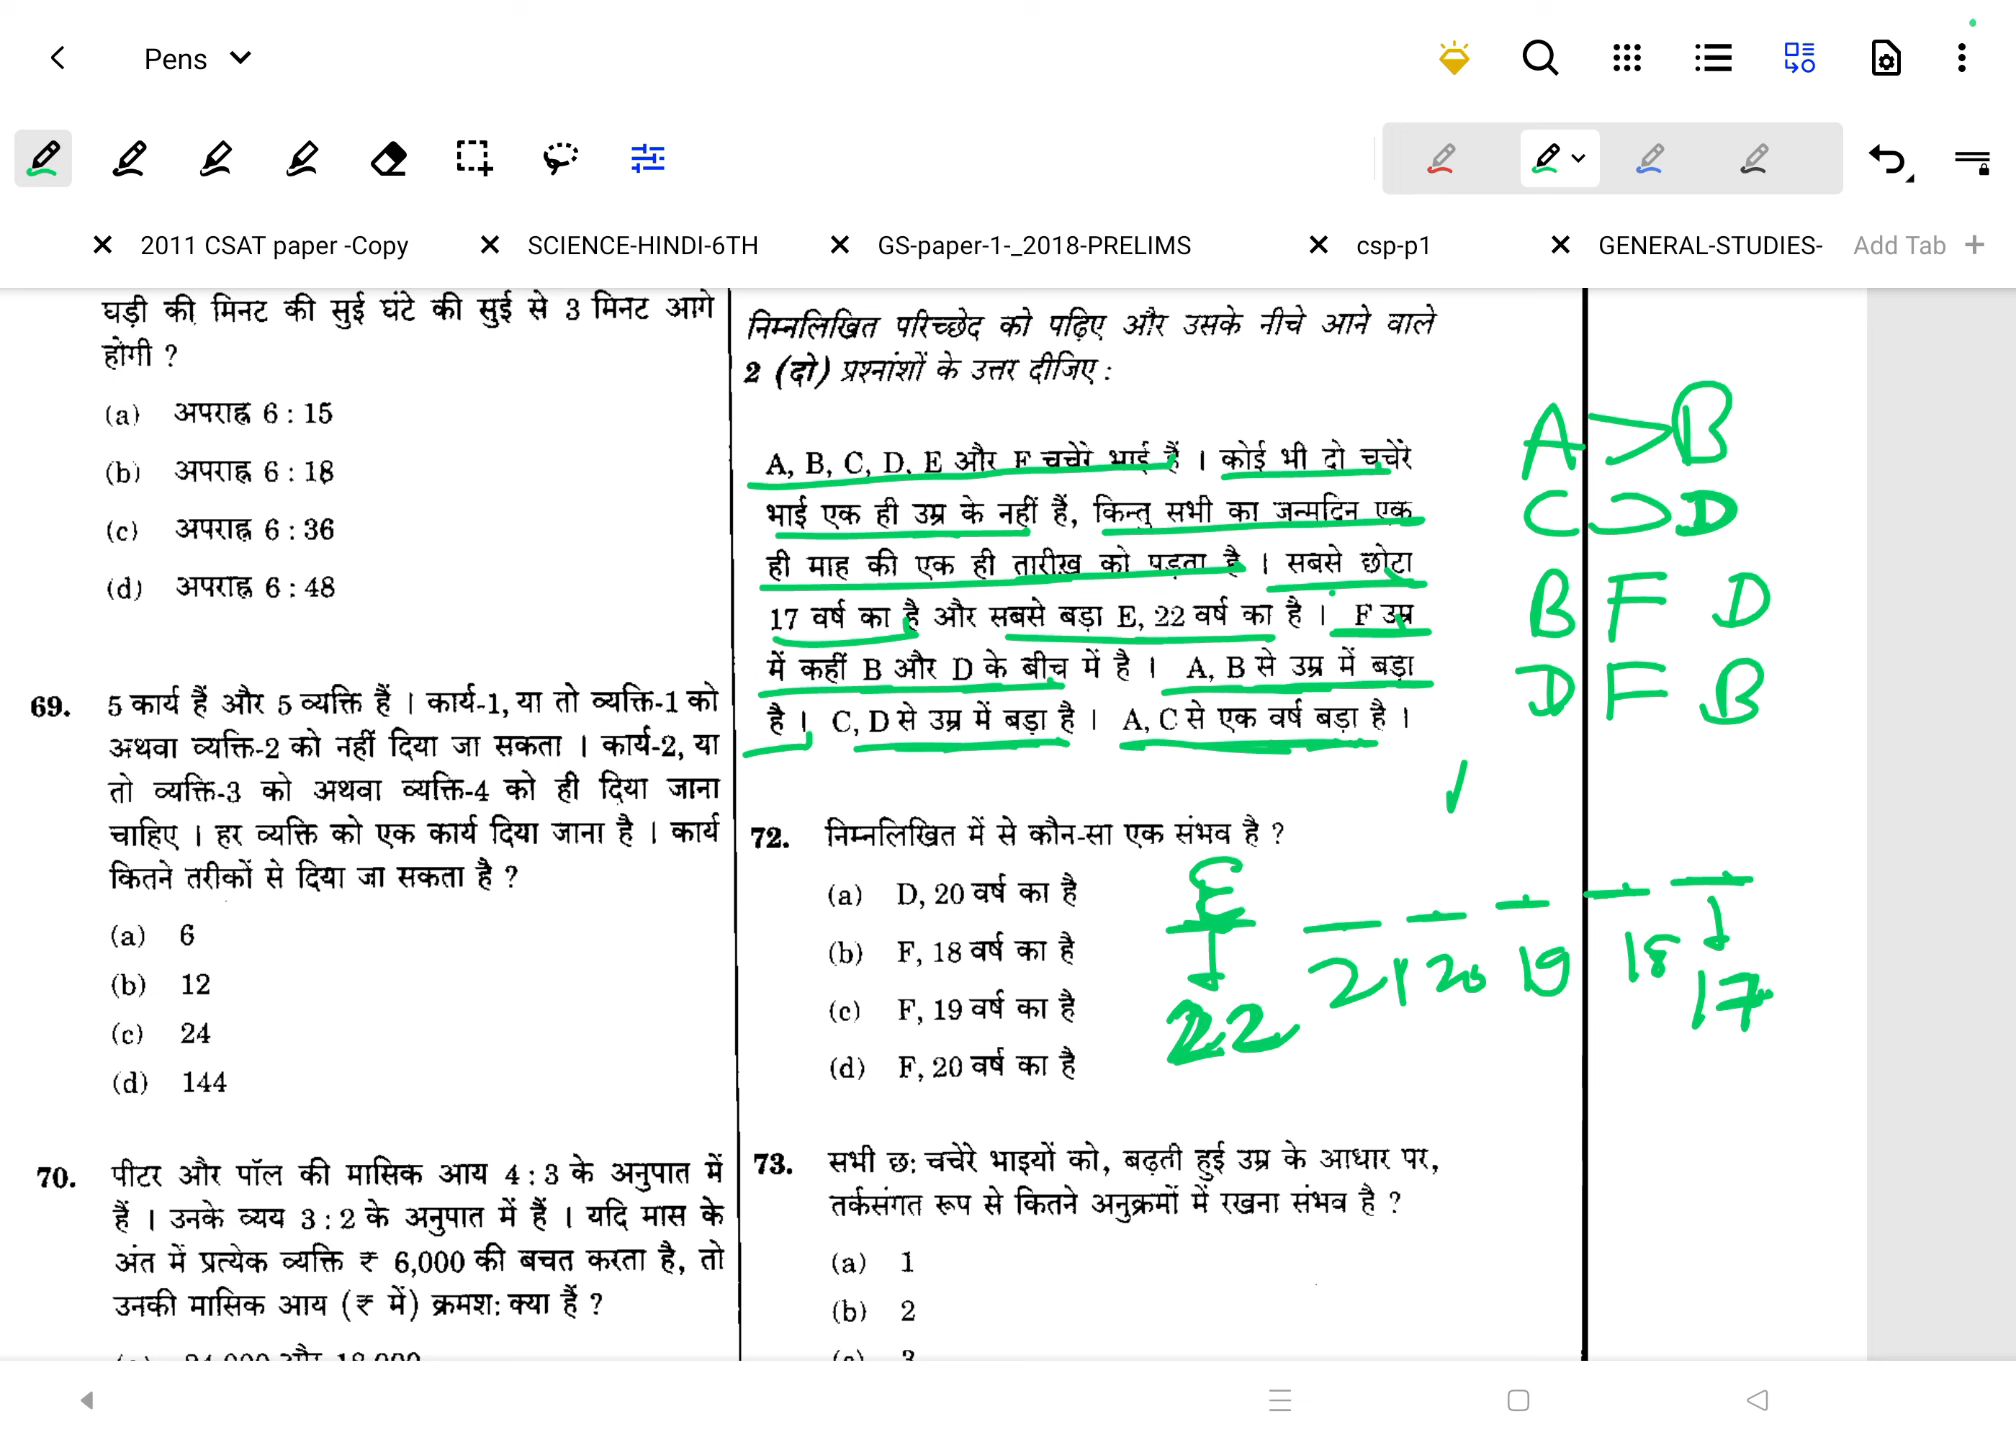 Pens
2011 CSAT paper -Copy
SCIENCE-HINDI-6TH
GS-paper-1-_2018-PRELIMS
csp-p1
GENERAL-STUDIES-
Add Tab +
घड़ी की मिनट की सुई घंटे की सुई से 3 मिनट आगे
होंगी ?
(a) अपराह्न 6 : 15
(b) अपराह्न 6 : 18
(c) अपराह्न 6 : 36
(d) अपराह्न 6 : 48
69. 5 कार्य हैं और 5 व्यक्ति हैं । कार्य-1, या तो व्यक्ति-1 को
अथवा व्यक्ति-2 को नहीं दिया जा सकता । कार्य-2, या
तो व्यक्ति-3 को अथवा व्यक्ति-4 को ही दिया जाना
चाहिए । हर व्यक्ति को एक कार्य दिया जाना है । कार्य
कितने तरीकों से दिया जा सकता है ?
(a) 6
(b) 12
(c) 24
(d) 144
70. पीटर और पॉल की मासिक आय 4 : 3 के अनुपात में
हैं । उनके व्यय 3 : 2 के अनुपात में हैं । यदि मास के
अंत में प्रत्येक व्यक्ति ₹ 6,000 की बचत करता है, तो
उनकी मासिक आय (₹ में) क्रमश: क्या हैं ?
निम्नलिखित परिच्छेद को पढ़िए और उसके नीचे आने वाले
2 (दो) प्रश्नांशों के उत्तर दीजिए :
A, B, C, D, E और F चचेरे भाई हैं । कोई भी दो चचेरे
भाई एक ही उम्र के नहीं हैं, किन्तु सभी का जन्मदिन एक
ही माह की एक ही तारीख को पड़ता है । सबसे छोटा
17 वर्ष का है और सबसे बड़ा E, 22 वर्ष का है । F उम्र
में कहीं B और D के बीच में है । A, B से उम्र में बड़ा
है । C, D से उम्र में बड़ा है । A, C से एक वर्ष बड़ा है ।
72. निम्नलिखित में से कौन-सा एक संभव है ?
(a) D, 20 वर्ष का है
(b) F, 18 वर्ष का है
(c) F, 19 वर्ष का है
(d) F, 20 वर्ष का है
73. सभी छ: चचेरे भाइयों को, बढ़ती हुई उम्र के आधार पर,
तर्कसंगत रूप से कितने अनुक्रमों में रखना संभव है ?
(a) 1
(b) 2
A > B
C > D
B F D
D F B
E
22 21 20 19 18 17